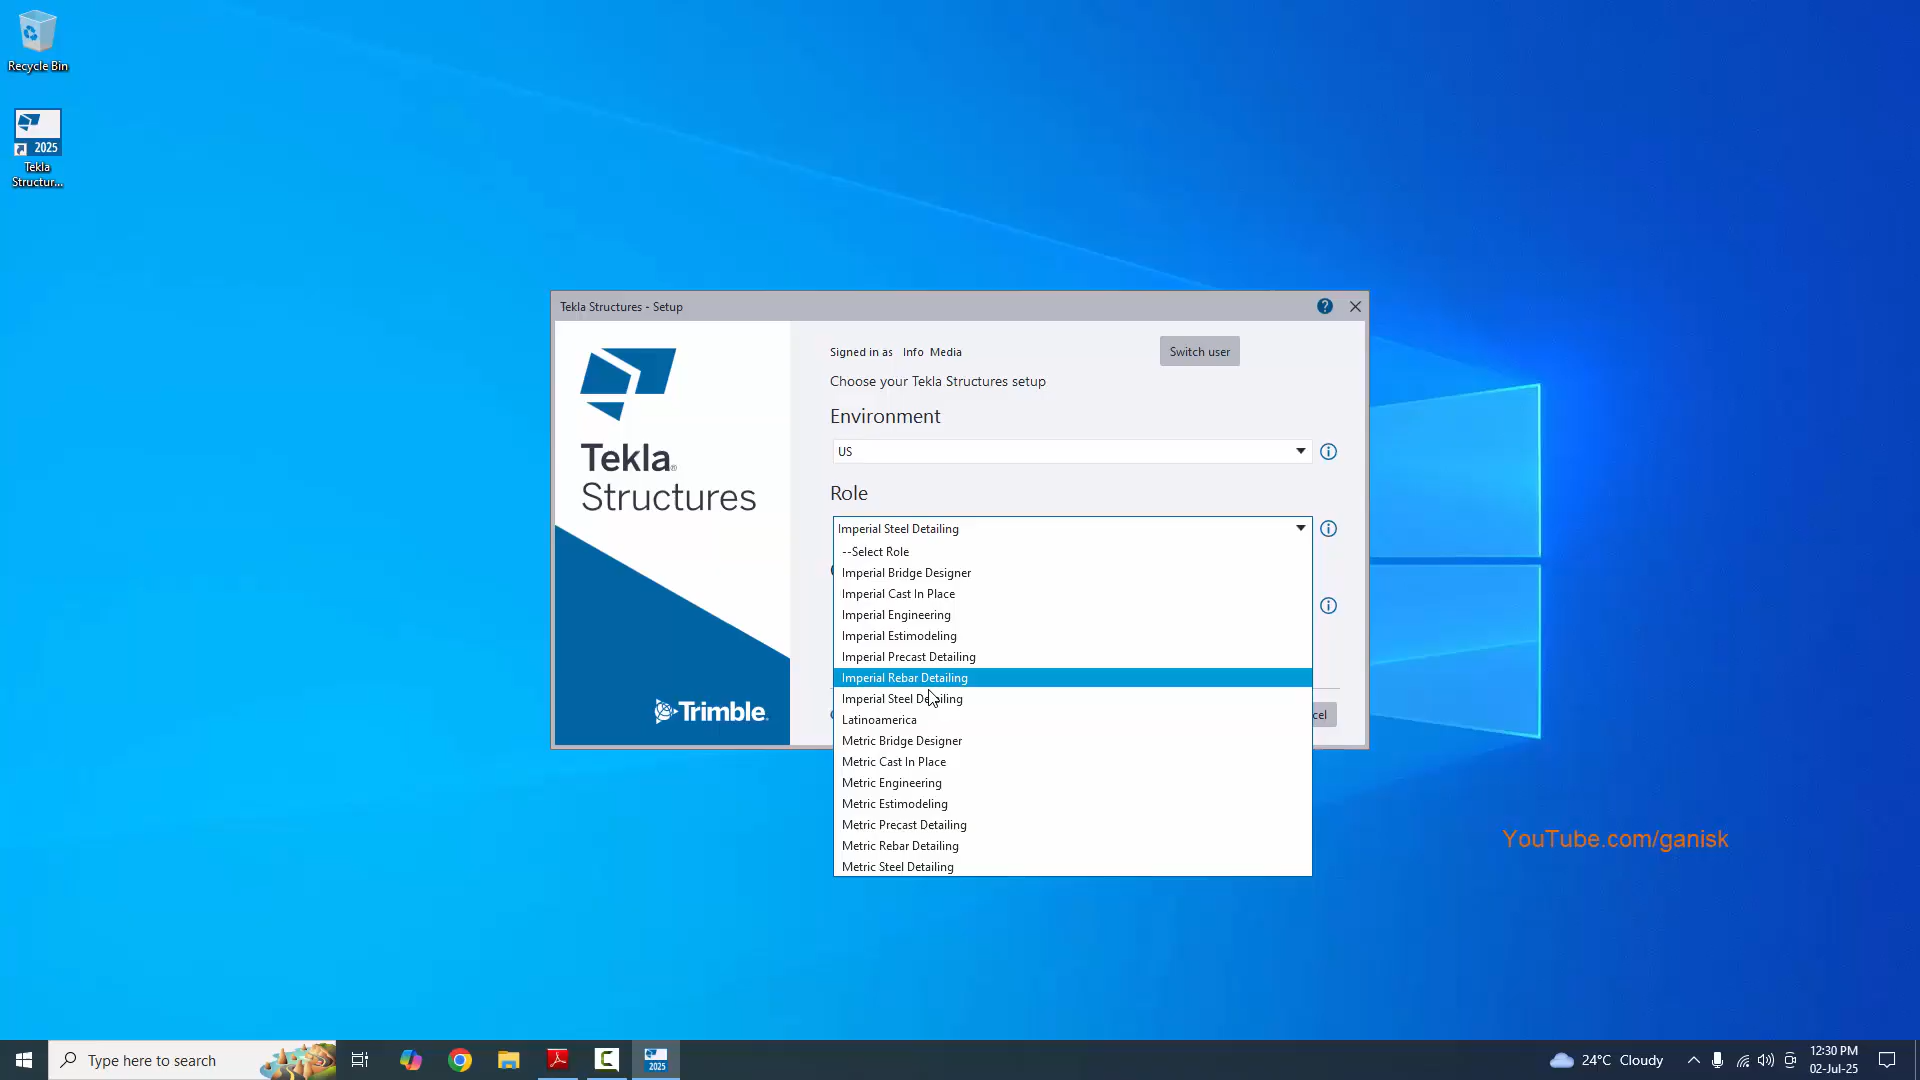 Recycle Bin
2025
Tekla
Structur...
Tekla Structures - Setup
?
Signed in as Info Media
Switch user
Choose your Tekla Structures setup
Environment
US
Role
Imperial Steel Detailing
--Select Role
Imperial Bridge Designer
Imperial Cast In Place
Imperial Engineering
Imperial Estimodeling
Imperial Precast Detailing
Imperial Rebar Detailing
Imperial Steel Detailing
Latinoamerica
Metric Bridge Designer
Metric Cast In Place
Metric Engineering
Metric Estimodeling
Metric Precast Detailing
Metric Rebar Detailing
Metric Steel Detailing
cel
Tekla®
Structures
Trimble
YouTube.com/ganisk
Type here to search
2025
24°C Cloudy
12:30 PM
02-Jul-25